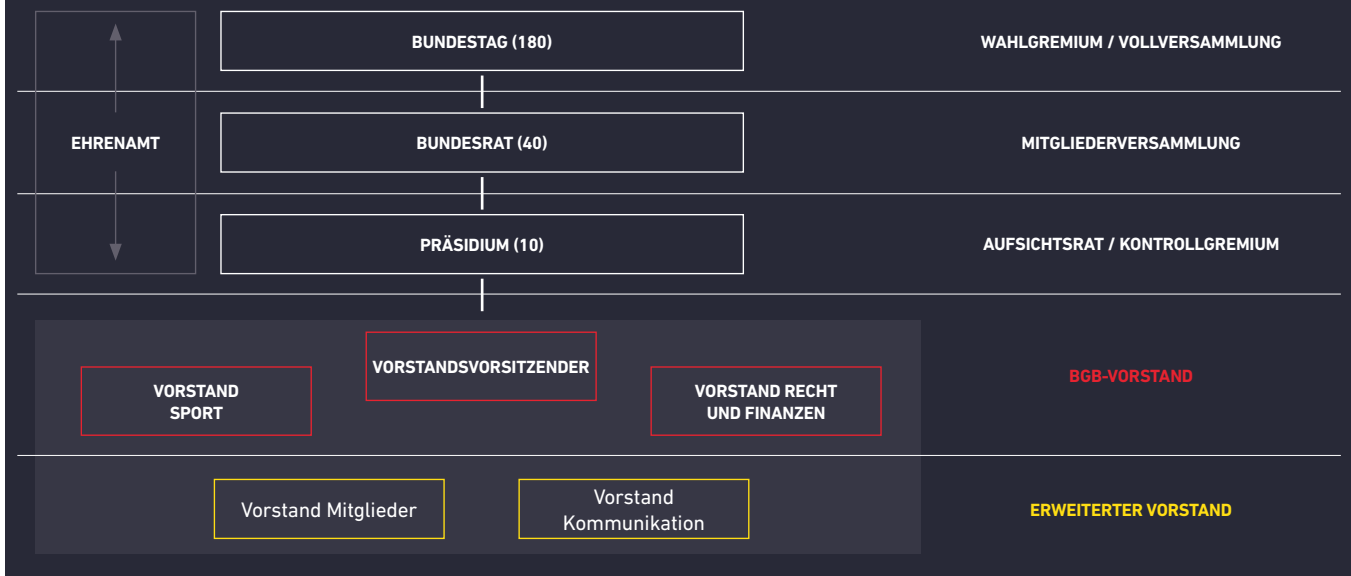 BUNDESTAG (180)
WAHLGREMIUM / VOLLVERSAMMLUNG
EHRENAMT
BUNDESRAT (40)
MITGLIEDERVERSAMMLUNG
PRÄSIDIUM (10)
AUFSICHTSRAT / KONTROLLGREMIUM
VORSTANDSVORSITZENDER
VORSTAND
SPORT
VORSTAND RECHT
UND FINANZEN
BGB-VORSTAND
Vorstand Mitglieder
Vorstand
Kommunikation
ERWEITERTER VORSTAND